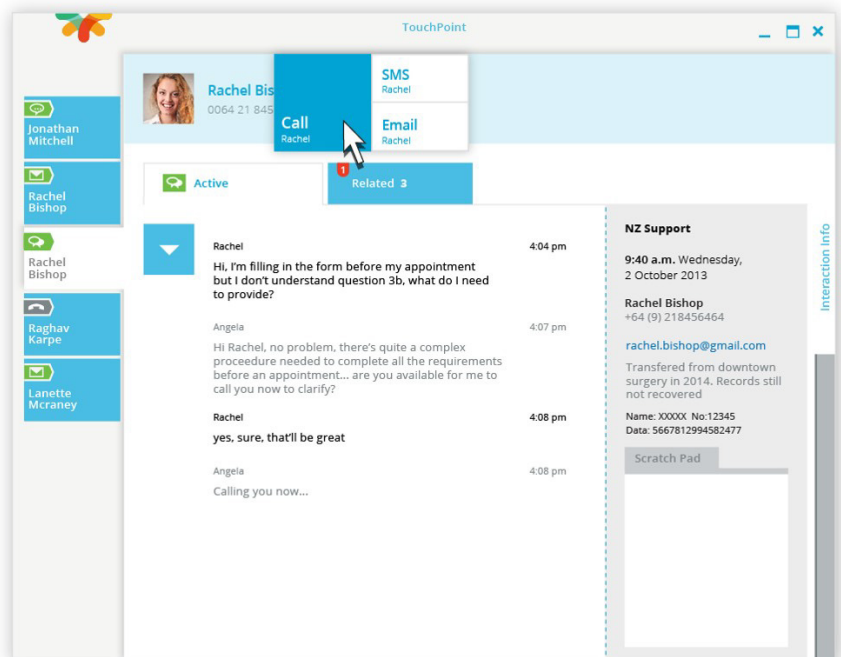 TouchPoint
Jonathan
Mitchell
Rachel
Bishop
Rachel
Bishop
Raghav
Karpe
Lanette
Mcraney
Rachel Bis
0064 21 845
Call
Rachel
SMS
Rachel
Email
Rachel
Active
1
Related 3
Rachel
4:04 pm
Hi, I'm filling in the form before my appointment
but I don't understand question 3b, what do I need
to provide?
Angela
4:07 pm
Hi Rachel, no problem, there's quite a complex
proceedure needed to complete all the requirements
before an appointment... are you available for me to
call you now to clarify?
Rachel
4:08 pm
yes, sure, that'll be great
Angela
4:08 pm
Calling you now...
NZ Support
9:40 a.m. Wednesday,
2 October 2013
Rachel Bishop
+64 (9) 218456464
rachel.bishop@gmail.com
Transfered from downtown
surgery in 2014. Records still
not recovered
Name: XXXXX No:12345
Data: 5667812994582477
Scratch Pad
Interaction Info